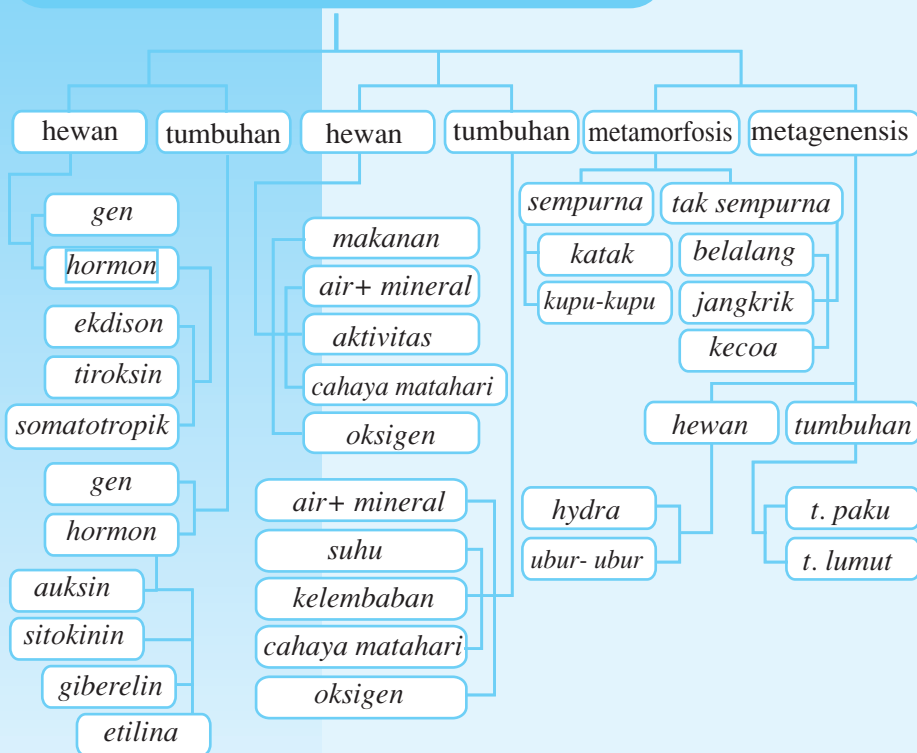 hewan
tumbuhan
hewan
tumbuhan
metamorfosis
metagenensis
gen
hormon
ekdison
tiroksin
somatotropik
gen
hormon
auksin
sitokinin
giberelin
etilina
makanan
air+ mineral
aktivitas
cahaya matahari
oksigen
air+ mineral
suhu
kelembaban
cahaya matahari
oksigen
sempurna
tak sempurna
katak
kupu-kupu
belalang
jangkrik
kecoa
hewan
tumbuhan
hydra
ubur- ubur
t. paku
t. lumut